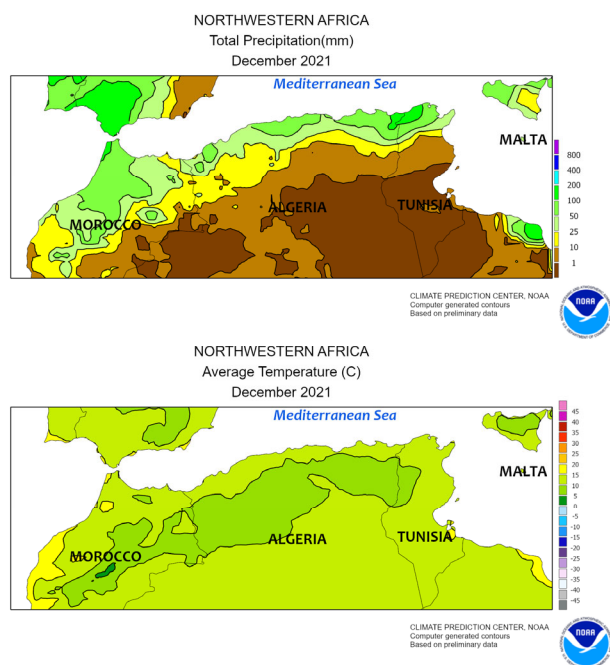 NORTHWESTERN AFRICA
Total Precipitation(mm)
December 2021
Mediterranean Sea
MALTA
MOROCCO
ALGERIA
TUNISIA
800
400
200
100
50
25
10
1
CLIMATE PREDICTION CENTER, NOAA
Computer generated contours
Based on preliminary data
NOAA
NORTHWESTERN AFRICA
Average Temperature (C)
December 2021
Mediterranean Sea
MALTA
MOROCCO
ALGERIA
TUNISIA
45
40
35
30
25
20
15
10
5
0
-5
-10
-15
-20
-25
-30
-35
-40
-45
CLIMATE PREDICTION CENTER, NOAA
Computer generated contours
Based on preliminary data
NOAA